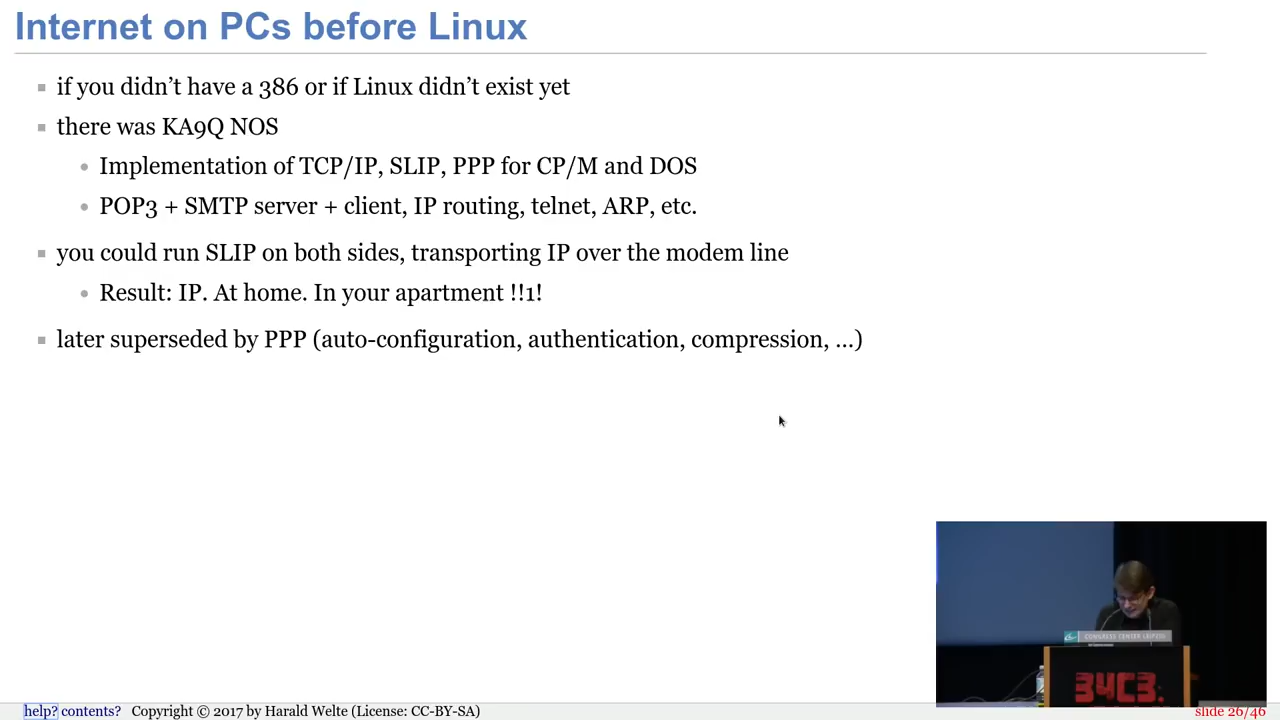 Internet on PCs before Linux
if you didn't have a 386 or if Linux didn't exist yet
there was KA9Q NOS
Implementation of TCP/IP, SLIP, PPP for CP/M and DOS
POP3 + SMTP server + client, IP routing, telnet, ARP, etc.
you could run SLIP on both sides, transporting IP over the modem line
Result: IP. At home. In your apartment !!1!
later superseded by PPP (auto-configuration, authentication, compression, ...)
CONGRESS CENTER LEIPZIG
34C3
help? contents? Copyright © 2017 by Harald Welte (License: CC-BY-SA)
slide 26/46